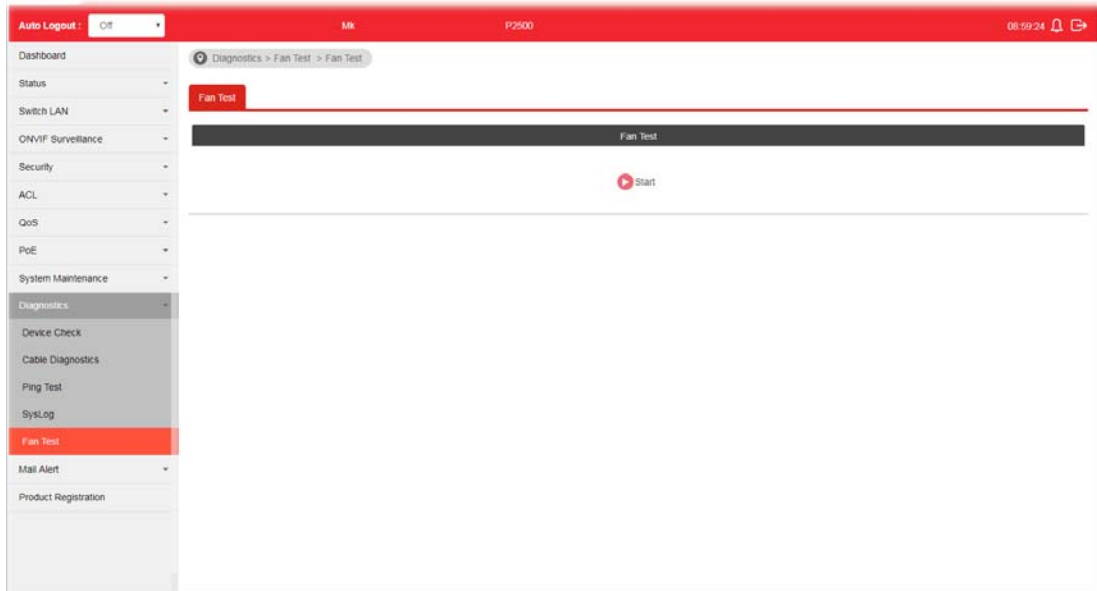 Auto Logout : Off Mk P2500 08:59:24
Dashboard
Diagnostics > Fan Test > Fan Test
Status
Fan Test
Switch LAN
ONVIF Surveillance
Fan Test
Security
Start
ACL
QoS
PoE
System Maintenance
Diagnostics
Device Check
Cable Diagnostics
Ping Test
SysLog
Fan Test
Mail Alert
Product Registration